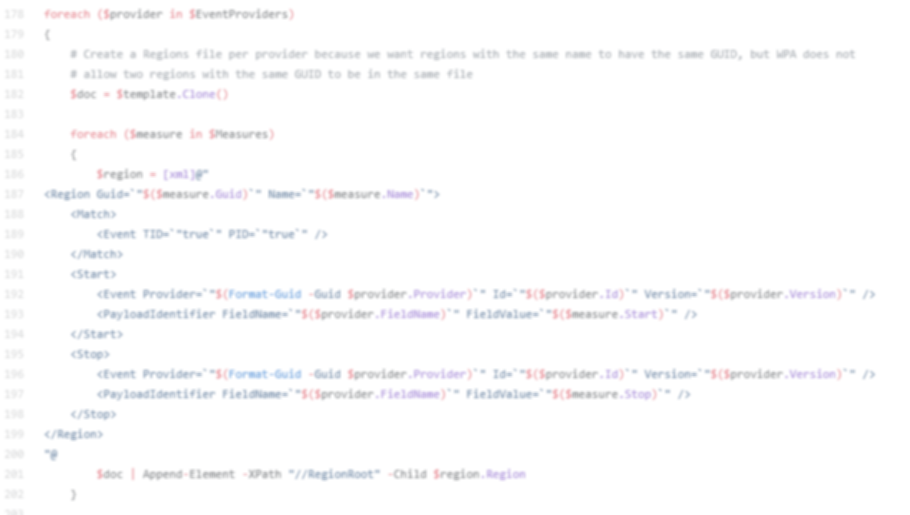 178 foreach ($provider in $EventProviders)
179 {
180     # Create a Regions file per provider because we want regions with the same name to have the same GUID, but WPA does not
181     # allow two regions with the same GUID to be in the same file
182     $doc = $template.Clone()
183
184     foreach ($measure in $Measures)
185     {
186         $region = [xml]@"
187 <Region Guid=`"$($measure.Guid)`" Name=`"$($measure.Name)`">
188     <Match>
189         <Event TID=`"true`" PID=`"true`" />
190     </Match>
191     <Start>
192         <Event Provider=`"$(Format-Guid -Guid $provider.Provider)`" Id=`"$($provider.Id)`" Version=`"$($provider.Version)`" />
193         <PayloadIdentifier FieldName=`"$($provider.FieldName)`" FieldValue=`"$($measure.Start)`" />
194     </Start>
195     <Stop>
196         <Event Provider=`"$(Format-Guid -Guid $provider.Provider)`" Id=`"$($provider.Id)`" Version=`"$($provider.Version)`" />
197         <PayloadIdentifier FieldName=`"$($provider.FieldName)`" FieldValue=`"$($measure.Stop)`" />
198     </Stop>
199 </Region>
200 "@
201         $doc | Append-Element -XPath "//RegionRoot" -Child $region.Region
202     }
203